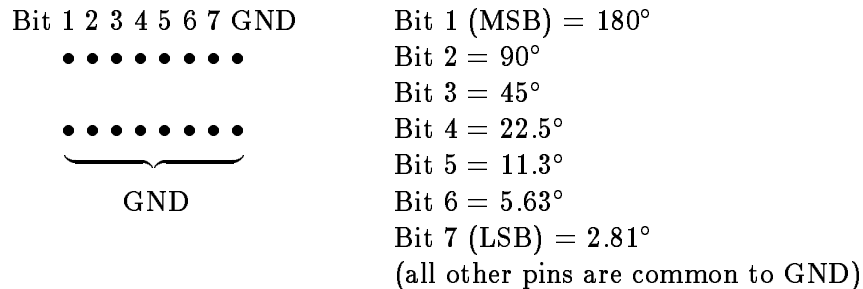 Bit 1 2 3 4 5 6 7 GND
GND
Bit 1 (MSB) = 180°
Bit 2 = 90°
Bit 3 = 45°
Bit 4 = 22.5°
Bit 5 = 11.3°
Bit 6 = 5.63°
Bit 7 (LSB) = 2.81°
(all other pins are common to GND)